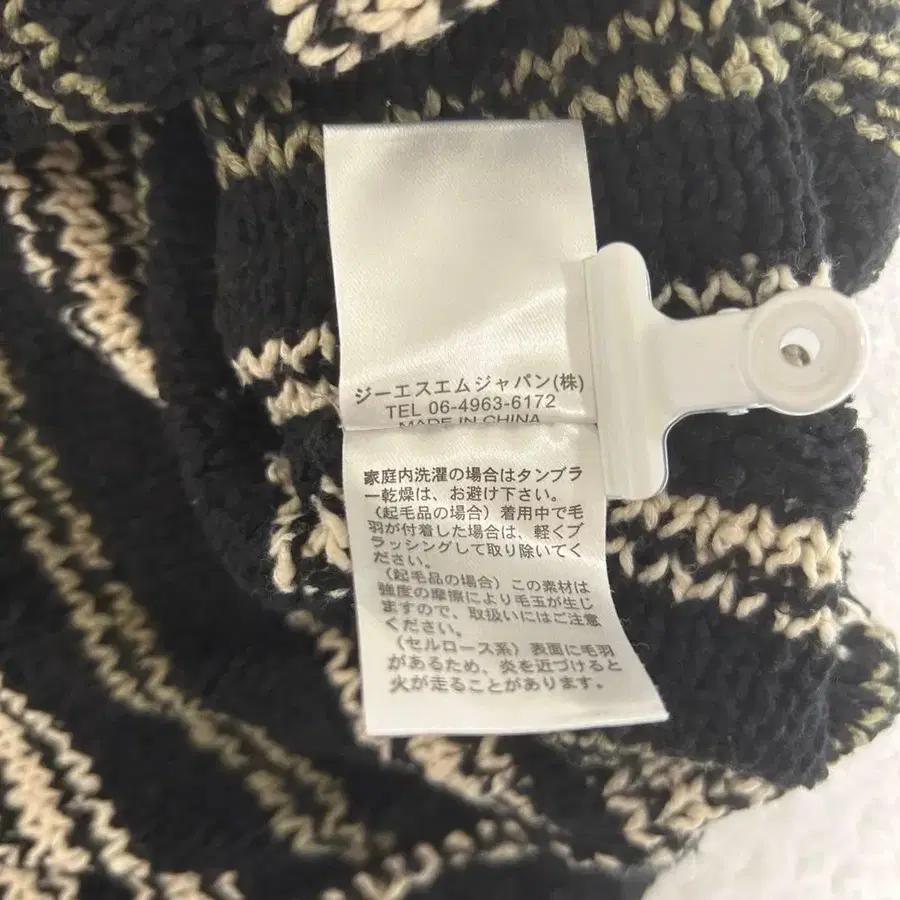 ジーエスエムジャパン(株)
TEL 06-4963-6172
MADE IN CHINA
家庭内洗濯の場合はタンブラ
ー乾燥は、お避け下さい。
(起毛品の場合) 着用中で毛
羽が付着した場合は、軽くブ
ラッシングして取り除いてく
ださい。
(起毛品の場合) この素材は
強度の摩擦により毛玉が生じ
ますので、取扱いにはご注意
ください。
(セルロース系) 表面に毛羽
があるため、炎を近づけると
火が走ることがあります。